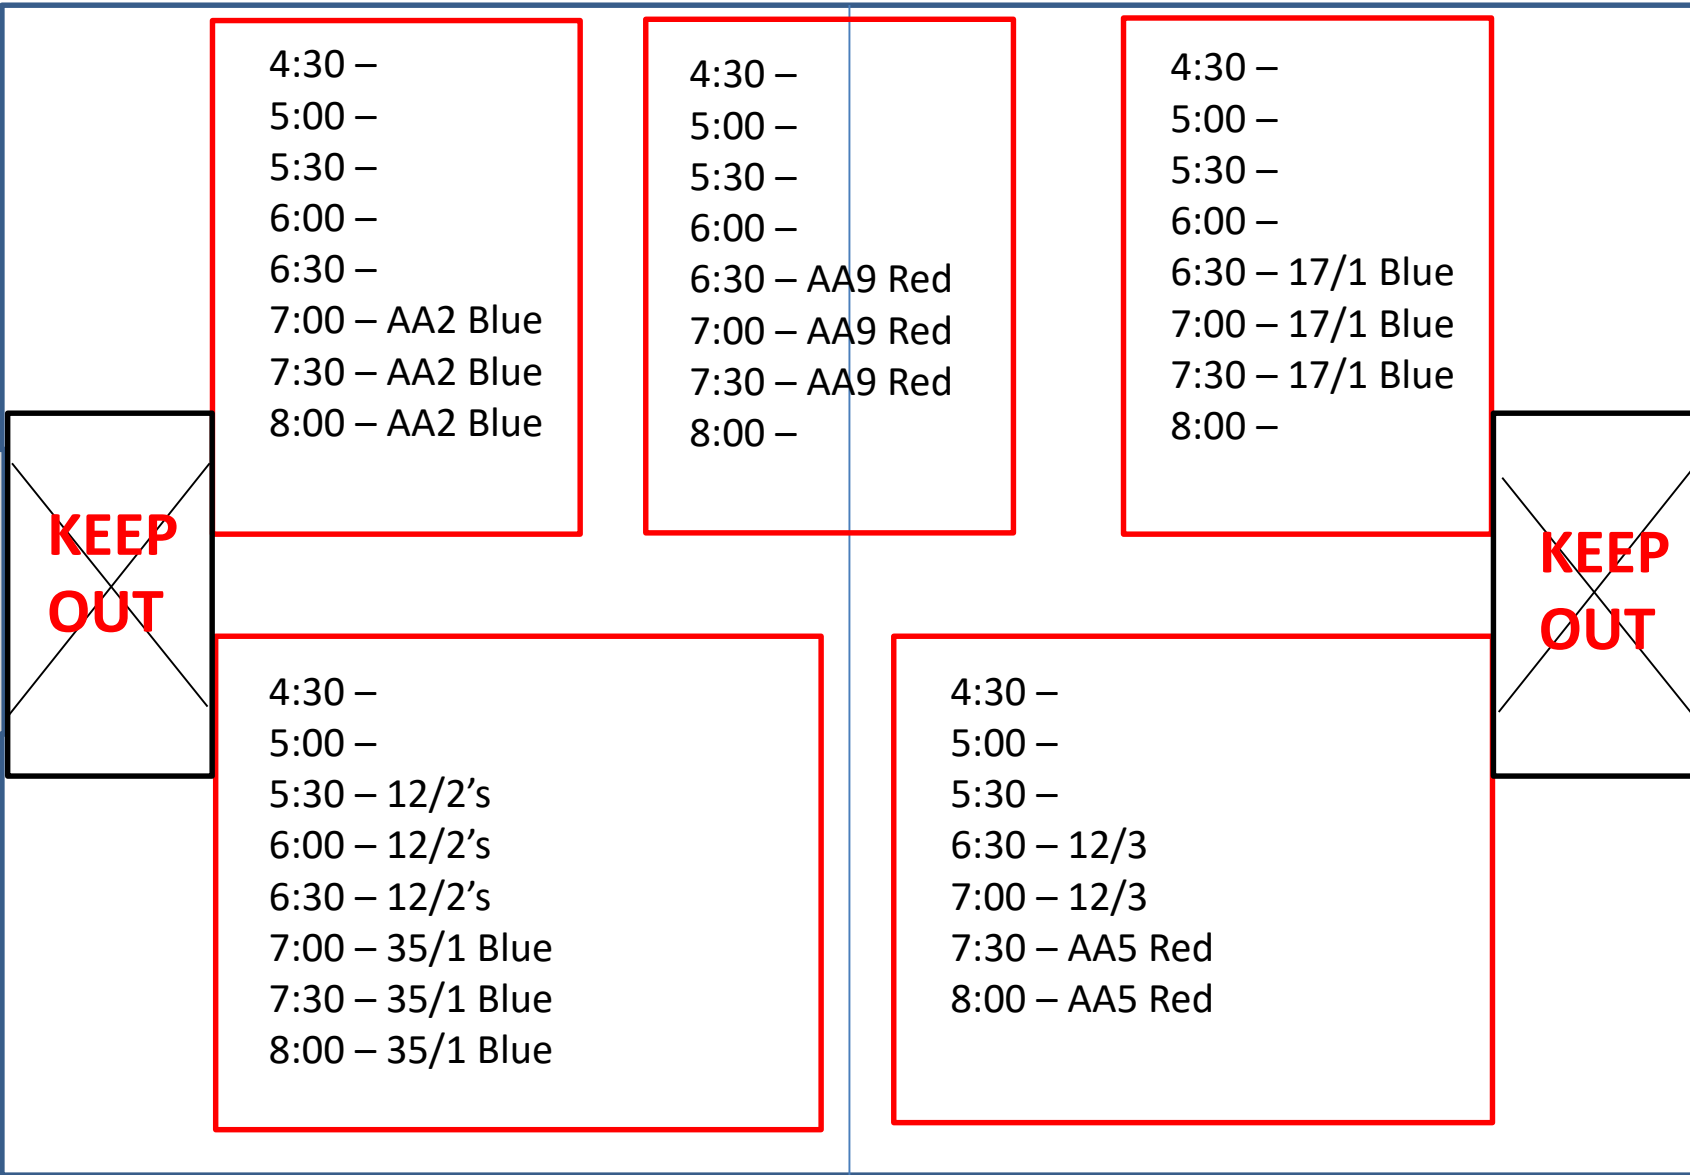 4:30 –
5:00 –
5:30 –
6:00 –
6:30 –
7:00 – AA2 Blue
7:30 – AA2 Blue
8:00 – AA2 Blue
4:30 –
5:00 –
5:30 –
6:00 –
6:30 – AA9 Red
7:00 – AA9 Red
7:30 – AA9 Red
8:00 –
4:30 –
5:00 –
5:30 –
6:00 –
6:30 – 17/1 Blue
7:00 – 17/1 Blue
7:30 – 17/1 Blue
8:00 –
KEEP
OUT
KEEP
OUT
4:30 –
5:00 –
5:30 – 12/2’s
6:00 – 12/2’s
6:30 – 12/2’s
7:00 – 35/1 Blue
7:30 – 35/1 Blue
8:00 – 35/1 Blue
4:30 –
5:00 –
5:30 –
6:30 – 12/3
7:00 – 12/3
7:30 – AA5 Red
8:00 – AA5 Red